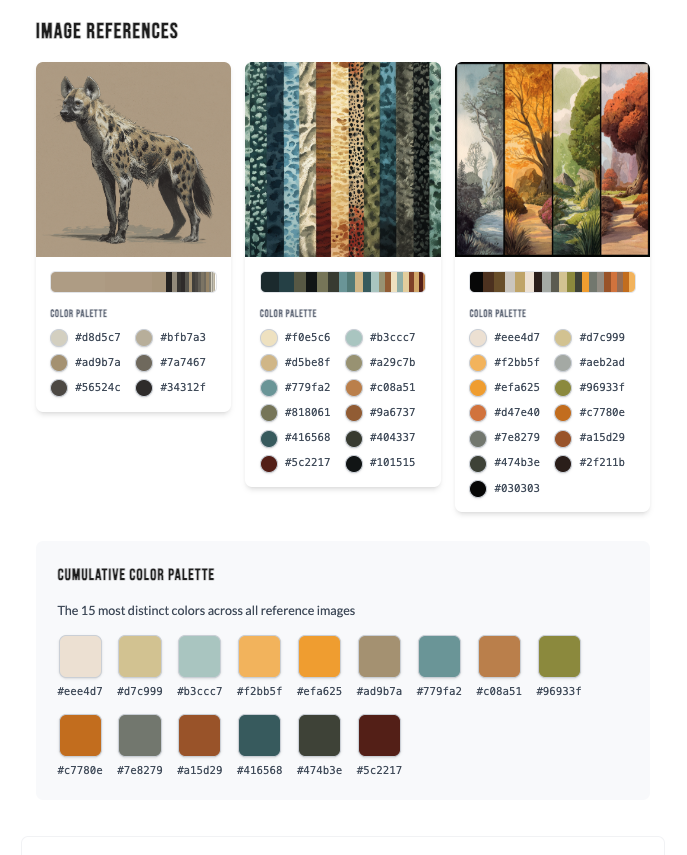 IMAGE REFERENCES
COLOR PALETTE
#d8d5c7 #bfb7a3
#ad9b7a #7a7467
#56524c #34312f
COLOR PALETTE
#f0e5c6 #b3ccc7
#d5be8f #a29c7b
#779fa2 #c08a51
#818061 #9a6737
#416568 #404337
#5c2217 #101515
COLOR PALETTE
#eee4d7 #d7c999
#f2bb5f #aeb2ad
#efa625 #96933f
#d47e40 #c7780e
#7e8279 #a15d29
#474b3e #2f211b
#030303
CUMULATIVE COLOR PALETTE
The 15 most distinct colors across all reference images
#eee4d7 #d7c999 #b3ccc7 #f2bb5f #efa625 #ad9b7a #779fa2 #c08a51 #96933f
#c7780e #7e8279 #a15d29 #416568 #474b3e #5c2217